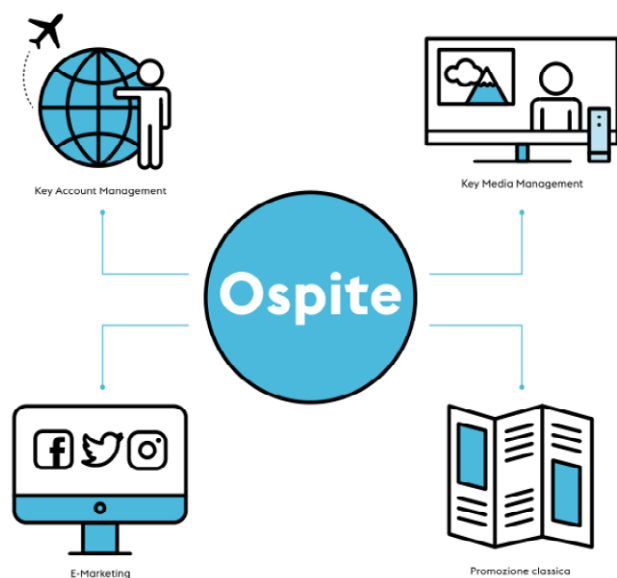 Key Account Management
Key Media Management
Ospite
E-Marketing
Promozione classica